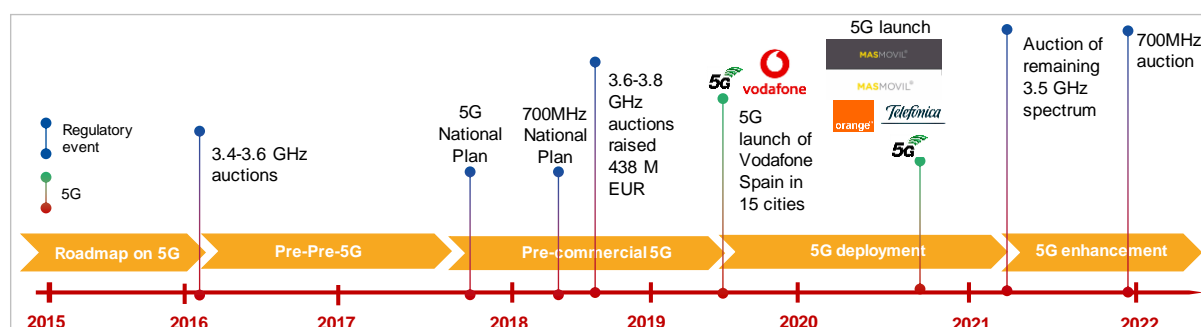 Regulatory
event
5G
3.4-3.6 GHz
auctions
5G
National
Plan
700MHz
National
Plan
3.6-3.8
GHz
auctions
raised
438 M
EUR
5G
vodafone
5G
launch of
Vodafone
Spain in
15 cities
5G launch
MASMOVIL
MASMOVIL
orange
Telefónica
5G
Auction of
remaining
3.5 GHz
spectrum
700MHz
auction
Roadmap on 5G
Pre-Pre-5G
Pre-commercial 5G
5G deployment
5G enhancement
2015
2016
2017
2018
2019
2020
2021
2022